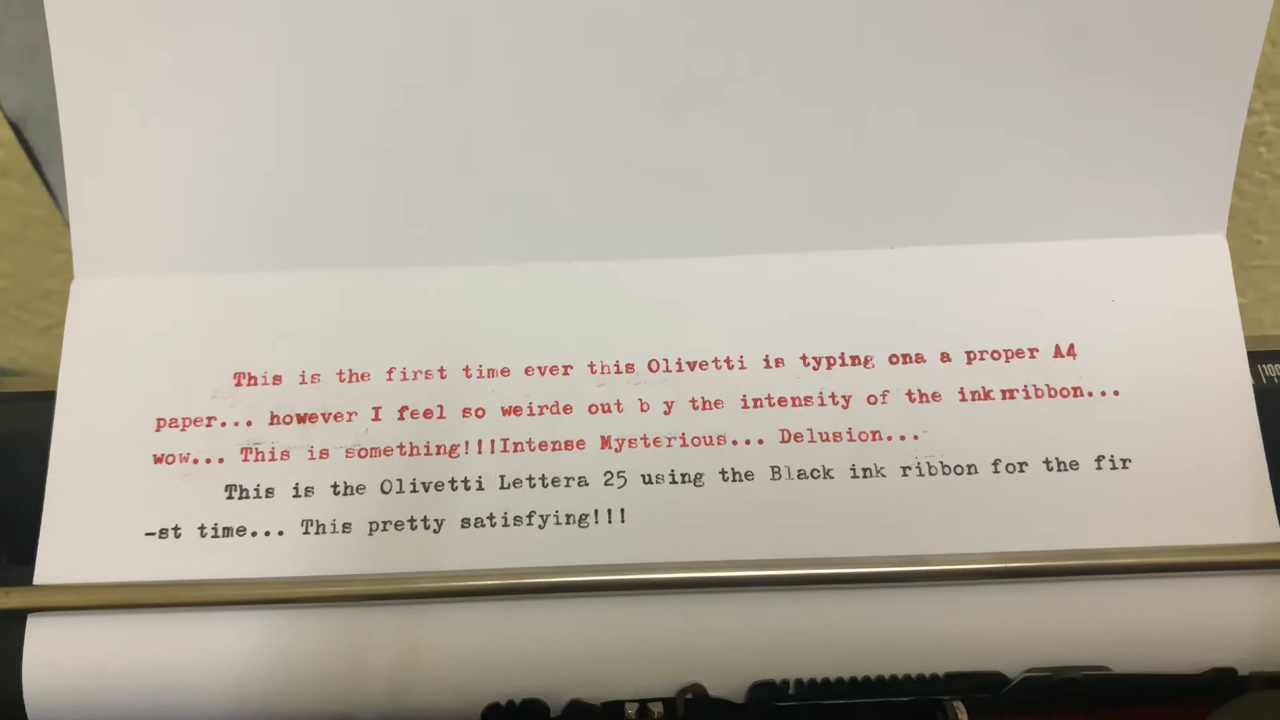 This is the first time ever this Olivetti is typing ona a proper A4
paper... however I feel so weirde out b y the intensity of the ink rribbon...
wow... This is something!!!Intense Mysterious... Delusion...
This is the Olivetti Lettera 25 using the Black ink ribbon for the fir
-st time... This pretty satisfying!!!